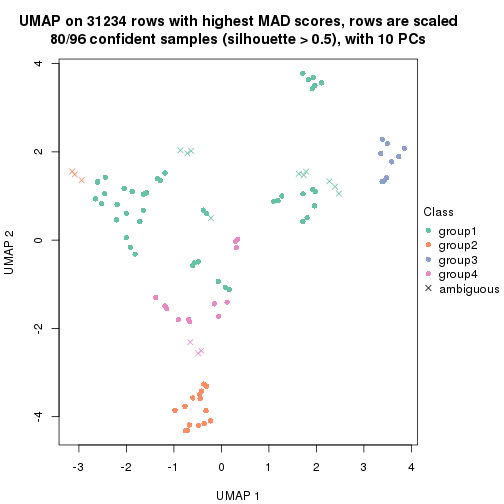 UMAP on 31234 rows with highest MAD scores, rows are scaled
80/96 confident samples (silhouette > 0.5), with 10 PCs
4
2
0
-2
-4
UMAP 2
-3
-2
-1
0
1
2
3
4
UMAP 1
Class
group1
group2
group3
group4
ambiguous